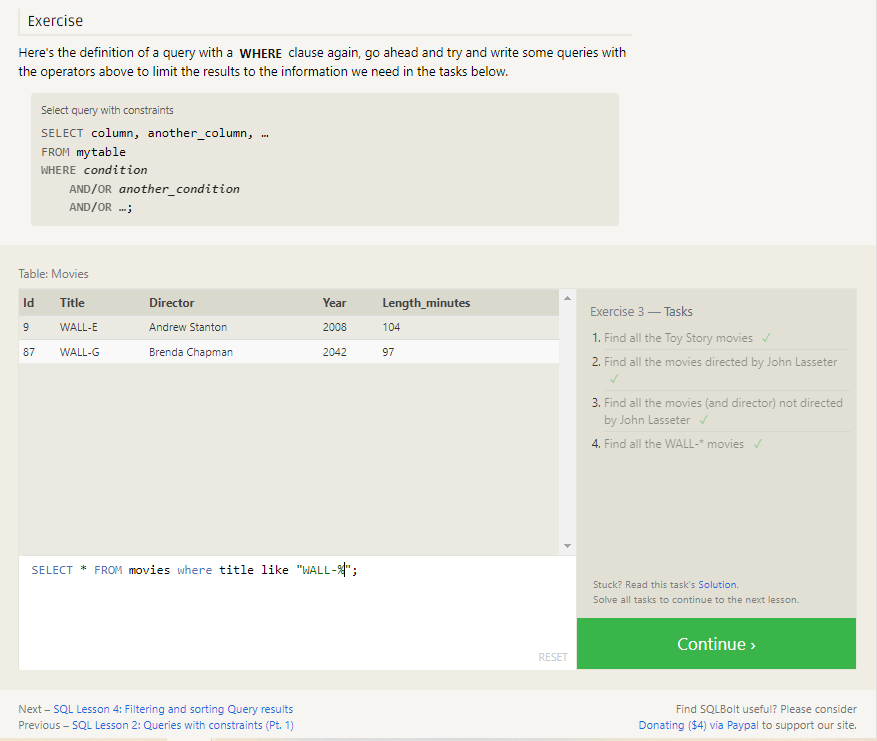 Exercise
Here's the definition of a query with a WHERE clause again, go ahead and try and write some queries with
the operators above to limit the results to the information we need in the tasks below.
Select query with constraints
SELECT column, another_column, …
FROM mytable
WHERE condition
AND/OR another_condition
AND/OR …;
Table: Movies
Id Title Director Year Length_minutes
9 WALL-E Andrew Stanton 2008 104
87 WALL-G Brenda Chapman 2042 97
SELECT * FROM movies where title like "WALL-%";
RESET
Exercise 3 — Tasks
1. Find all the Toy Story movies ✓
2. Find all the movies directed by John Lasseter
✓
3. Find all the movies (and director) not directed
by John Lasseter ✓
4. Find all the WALL-* movies ✓
Stuck? Read this task's Solution.
Solve all tasks to continue to the next lesson.
Continue ›
Next – SQL Lesson 4: Filtering and sorting Query results
Previous – SQL Lesson 2: Queries with constraints (Pt. 1)
Find SQLBolt useful? Please consider
Donating ($4) via Paypal to support our site.